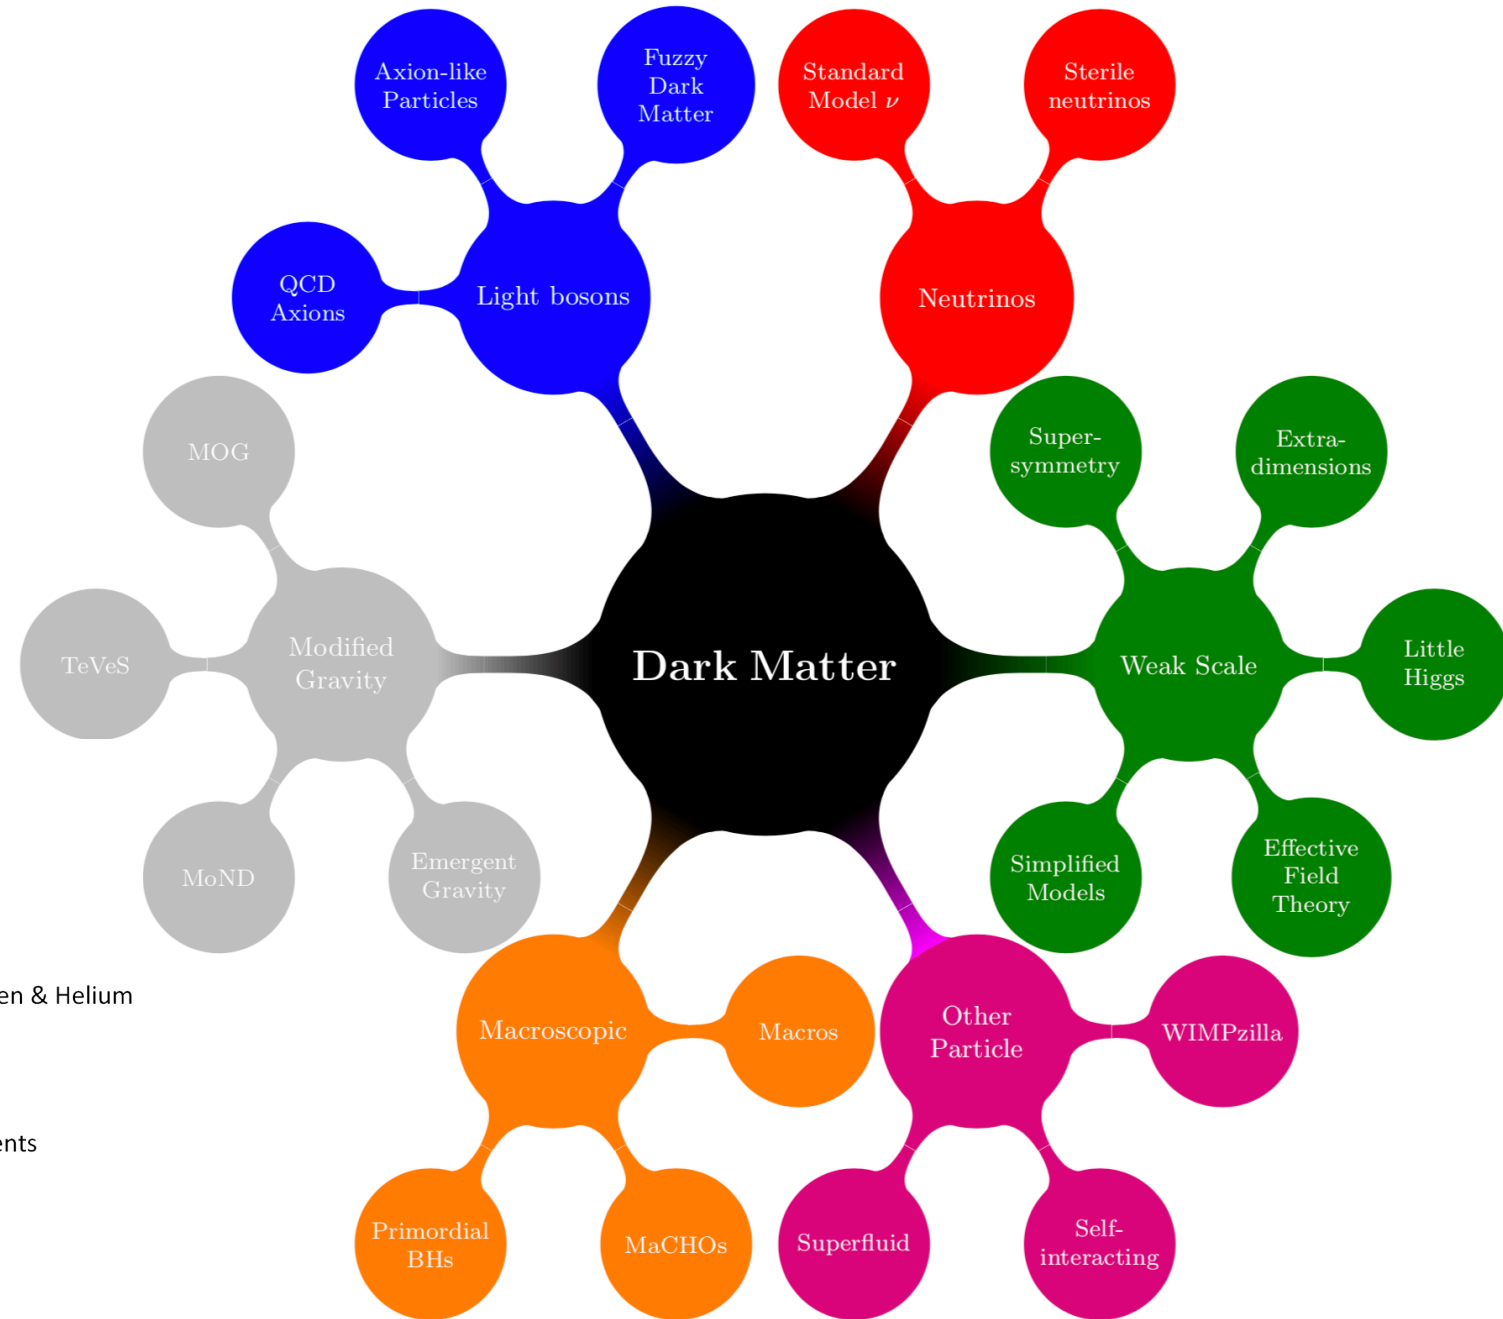 Axion-like
Particles
Fuzzy
Dark
Matter
Standard
Model ν
Sterile
neutrinos
QCD
Axions
Light bosons
Neutrinos
MOG
Super-
symmetry
Extra-
dimensions
TeVeS
Modified
Gravity
Dark Matter
Weak Scale
Little
Higgs
MoND
Emergent
Gravity
Simplified
Models
Effective
Field
Theory
en & Helium
Macroscopic
Macros
Other
Particle
WIMPzilla
ents
Primordial
BHs
MaCHOs
Superfluid
Self-
interacting